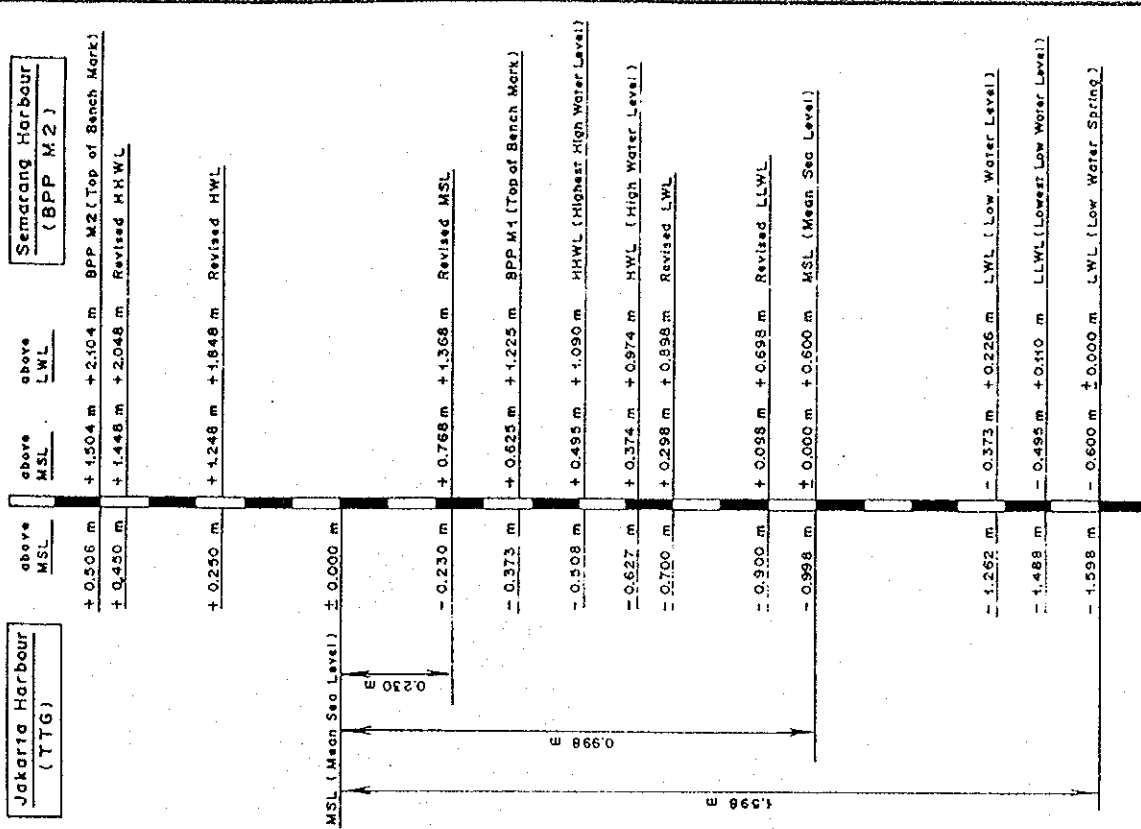 Jakarta Harbour
(TTG)
Semarang Harbour
(BPP M2)
above
MSL
above
MSL
above
LWL
+ 0.506 m + 1.504 m + 2.104 m BPP M2 (Top of Bench Mark)
+ 0.450 m + 1.448 m + 2.048 m Revised HHWL
+ 0.250 m + 1.248 m + 1.848 m Revised HWL
MSL (Mean Sea Level) ± 0.000 m
- 0.230 m + 0.768 m + 1.368 m Revised MSL
- 0.373 m + 0.625 m + 1.225 m BPP M1 (Top of Bench Mark)
- 0.508 m + 0.495 m + 1.090 m HHWL (Highest High Water Level)
- 0.627 m + 0.374 m + 0.974 m HWL (High Water Level)
- 0.700 m + 0.298 m + 0.898 m Revised LWL
- 0.900 m + 0.098 m + 0.698 m Revised LLWL
- 0.998 m ± 0.000 m + 0.600 m MSL (Mean Sea Level)
- 1.262 m - 0.373 m + 0.226 m LWL (Low Water Level)
- 1.488 m - 0.495 m + 0.110 m LLWL (Lowest Low Water Level)
- 1.598 m - 0.600 m ± 0.000 m LWL (Low Water Spring)
0.230 m
0.998 m
1.598 m